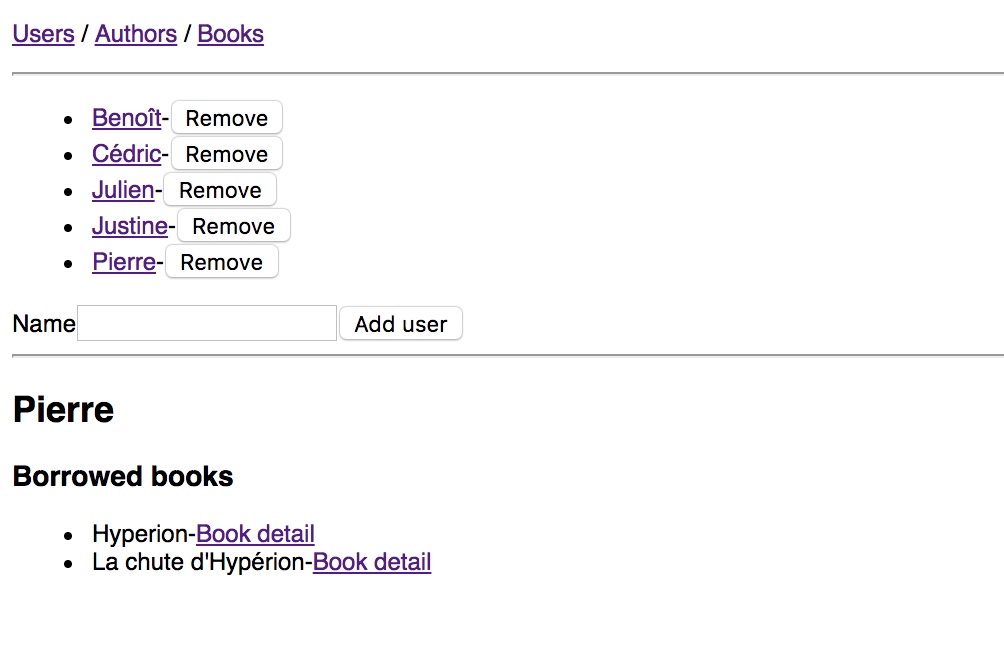 Users / Authors / Books
Benoît-Remove
Cédric-Remove
Julien-Remove
Justine-Remove
Pierre-Remove
Name Add user
Pierre
Borrowed books
Hyperion-Book detail
La chute d'Hypérion-Book detail